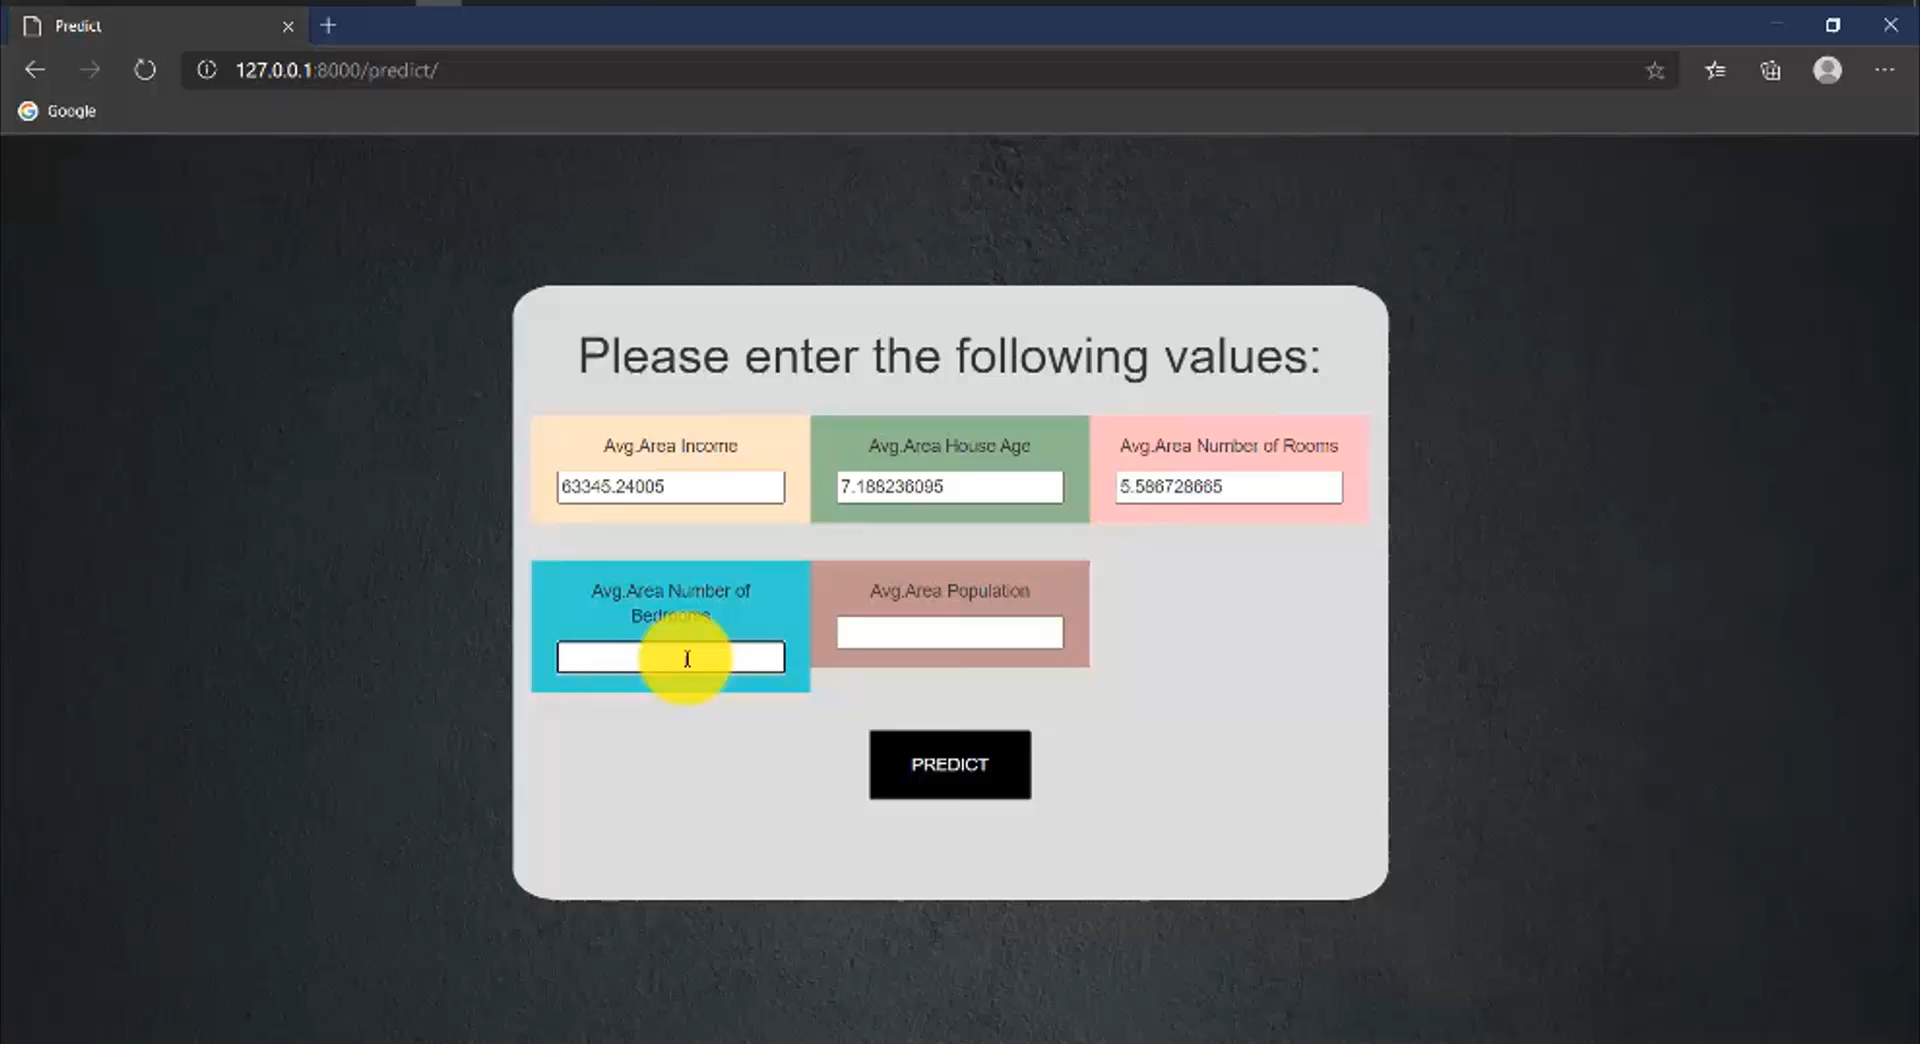 Predict
127.0.0.1:8000/predict/
Google
Please enter the following values:
Avg.Area Income
Avg.Area House Age
Avg.Area Number of Rooms
63345.24005
7.188236095
5.586728665
Avg.Area Number of
Bedrooms
Avg.Area Population
PREDICT